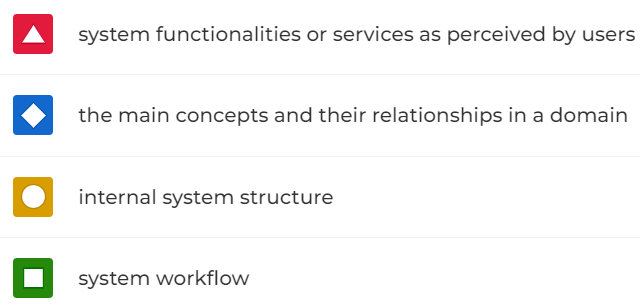 system functionalities or services as perceived by users
the main concepts and their relationships in a domain
internal system structure
system workflow